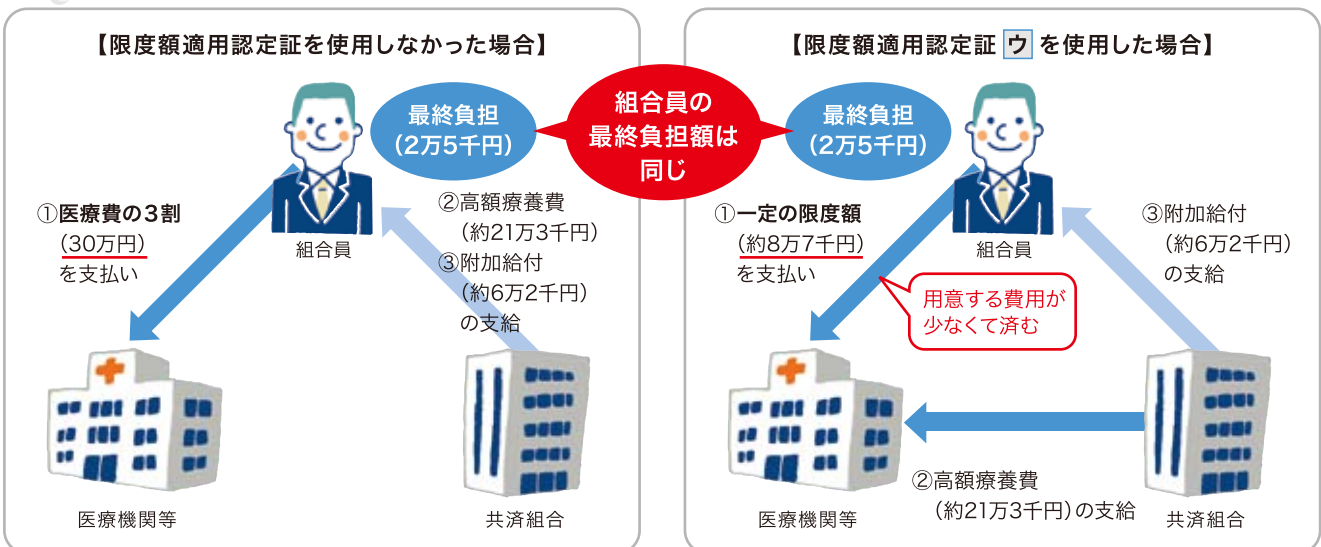 【限度額適用認定証を使用しなかった場合】
最終負担
（2万5千円）
①医療費の3割
（30万円）
を支払い
組合員
②高額療養費
（約21万3千円）
③附加給付
（約6万2千円）
の支給
医療機関等
共済組合
組合員の
最終負担額は
同じ
【限度額適用認定証 ウ を使用した場合】
最終負担
（2万5千円）
①一定の限度額
（約8万7千円）
を支払い
組合員
③附加給付
（約6万2千円）
の支給
用意する費用が
少なくて済む
②高額療養費
（約21万3千円）の支給
医療機関等
共済組合